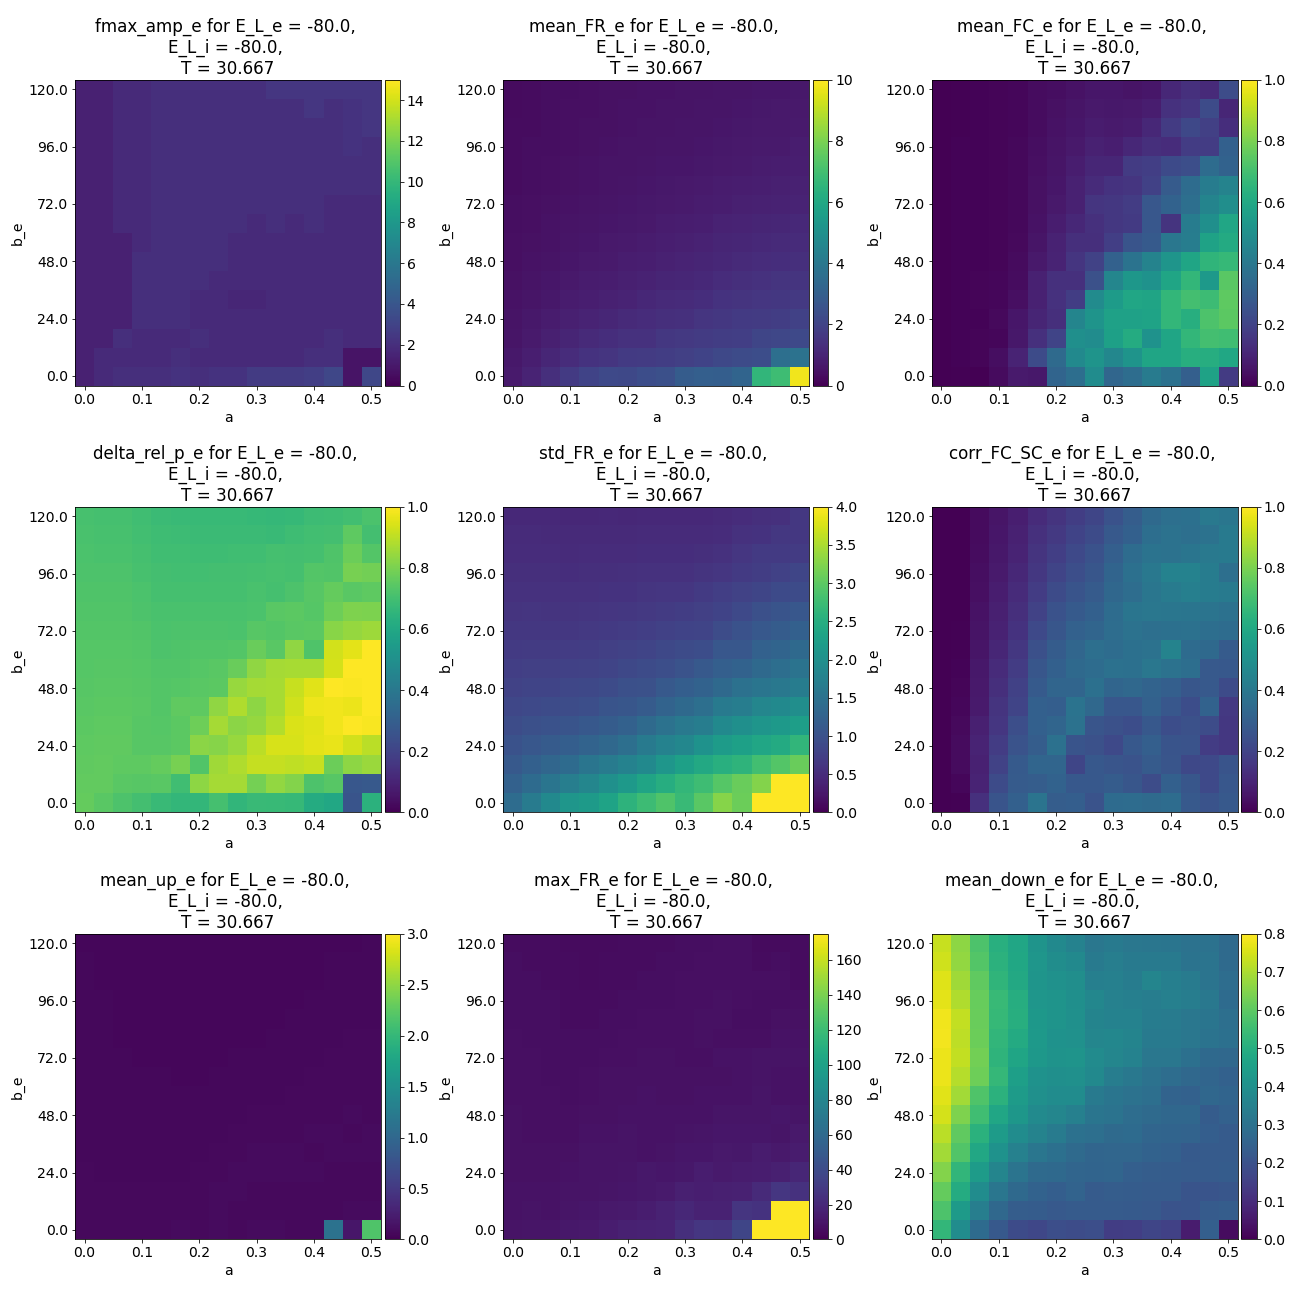 fmax_amp_e for E_L_e = -80.0,
E_L_i = -80.0,
T = 30.667
120.0
96.0
72.0
48.0
24.0
0.0
b_e
0.0 0.1 0.2 0.3 0.4 0.5
a
14
12
10
8
6
4
2
0
mean_FR_e for E_L_e = -80.0,
E_L_i = -80.0,
T = 30.667
120.0
96.0
72.0
48.0
24.0
0.0
b_e
0.0 0.1 0.2 0.3 0.4 0.5
a
10
8
6
4
2
0
mean_FC_e for E_L_e = -80.0,
E_L_i = -80.0,
T = 30.667
120.0
96.0
72.0
48.0
24.0
0.0
b_e
0.0 0.1 0.2 0.3 0.4 0.5
a
1.0
0.8
0.6
0.4
0.2
0.0
delta_rel_p_e for E_L_e = -80.0,
E_L_i = -80.0,
T = 30.667
120.0
96.0
72.0
48.0
24.0
0.0
b_e
0.0 0.1 0.2 0.3 0.4 0.5
a
1.0
0.8
0.6
0.4
0.2
0.0
std_FR_e for E_L_e = -80.0,
E_L_i = -80.0,
T = 30.667
120.0
96.0
72.0
48.0
24.0
0.0
b_e
0.0 0.1 0.2 0.3 0.4 0.5
a
4.0
3.5
3.0
2.5
2.0
1.5
1.0
0.5
0.0
corr_FC_SC_e for E_L_e = -80.0,
E_L_i = -80.0,
T = 30.667
120.0
96.0
72.0
48.0
24.0
0.0
b_e
0.0 0.1 0.2 0.3 0.4 0.5
a
1.0
0.8
0.6
0.4
0.2
0.0
mean_up_e for E_L_e = -80.0,
E_L_i = -80.0,
T = 30.667
120.0
96.0
72.0
48.0
24.0
0.0
b_e
0.0 0.1 0.2 0.3 0.4 0.5
a
3.0
2.5
2.0
1.5
1.0
0.5
0.0
max_FR_e for E_L_e = -80.0,
E_L_i = -80.0,
T = 30.667
120.0
96.0
72.0
48.0
24.0
0.0
b_e
0.0 0.1 0.2 0.3 0.4 0.5
a
160
140
120
100
80
60
40
20
0
mean_down_e for E_L_e = -80.0,
E_L_i = -80.0,
T = 30.667
120.0
96.0
72.0
48.0
24.0
0.0
b_e
0.0 0.1 0.2 0.3 0.4 0.5
a
0.8
0.7
0.6
0.5
0.4
0.3
0.2
0.1
0.0